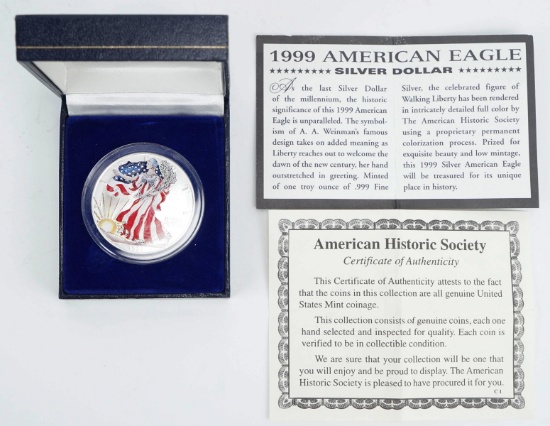 1999 AMERICAN EAGLE
SILVER DOLLAR
As the last Silver Dollar
of the millennium, the historic
significance of this 1999 American
Eagle is unparalleled. The symbol-
ism of A. A. Weinman's famous
design takes on added meaning as
Liberty reaches out to welcome the
dawn of the new century, her hand
outstretched in greeting. Minted
of one troy ounce of .999 Fine
Silver, the celebrated figure of
Walking Liberty has been rendered
in intricately detailed full color by
The American Historic Society
using a proprietary permanent
colorization process. Prized for
exquisite beauty and low mintage,
this 1999 Silver American Eagle
will be treasured for its unique
place in history.
American Historic Society
Certificate of Authenticity
This Certificate of Authenticity attests to the fact
that the coins in this collection are all genuine United
States Mint coinage.
This collection consists of genuine coins, each one
hand selected and inspected for quality. Each coin is
verified to be in collectible condition.
We are sure that your collection will be one that
you will enjoy and be proud to display. The American
Historic Society is pleased to have procured it for you.
C1